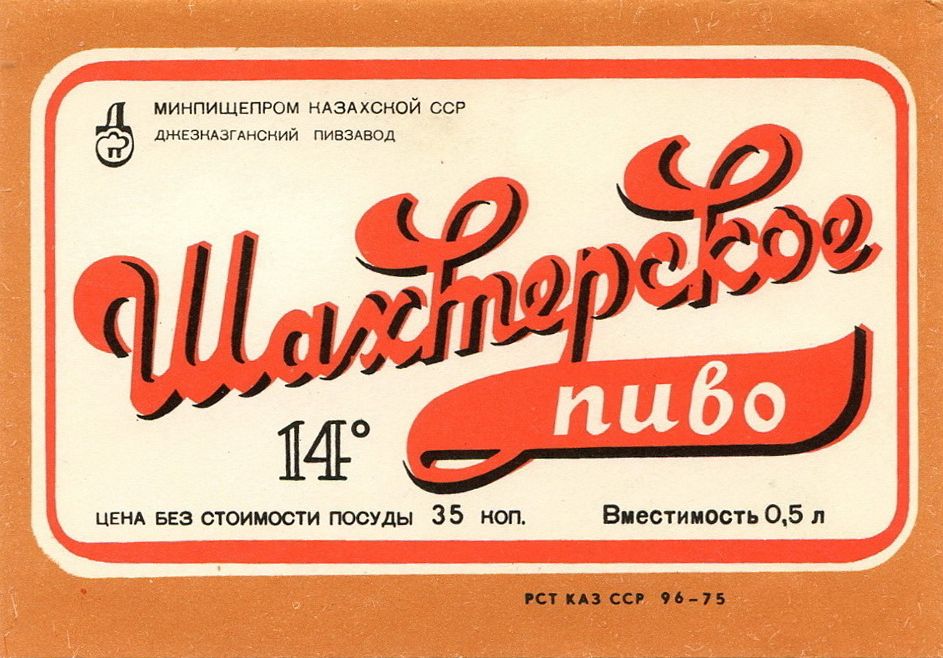 МИНПИЩЕПРОМ КАЗАХСКОЙ ССР
ДЖЕЗКАЗГАНСКИЙ ПИВЗАВОД
Шахтерское
пиво
14°
ЦЕНА БЕЗ СТОИМОСТИ ПОСУДЫ 35 КОП.
Вместимость 0,5 л
РСТ КАЗ ССР 96-75